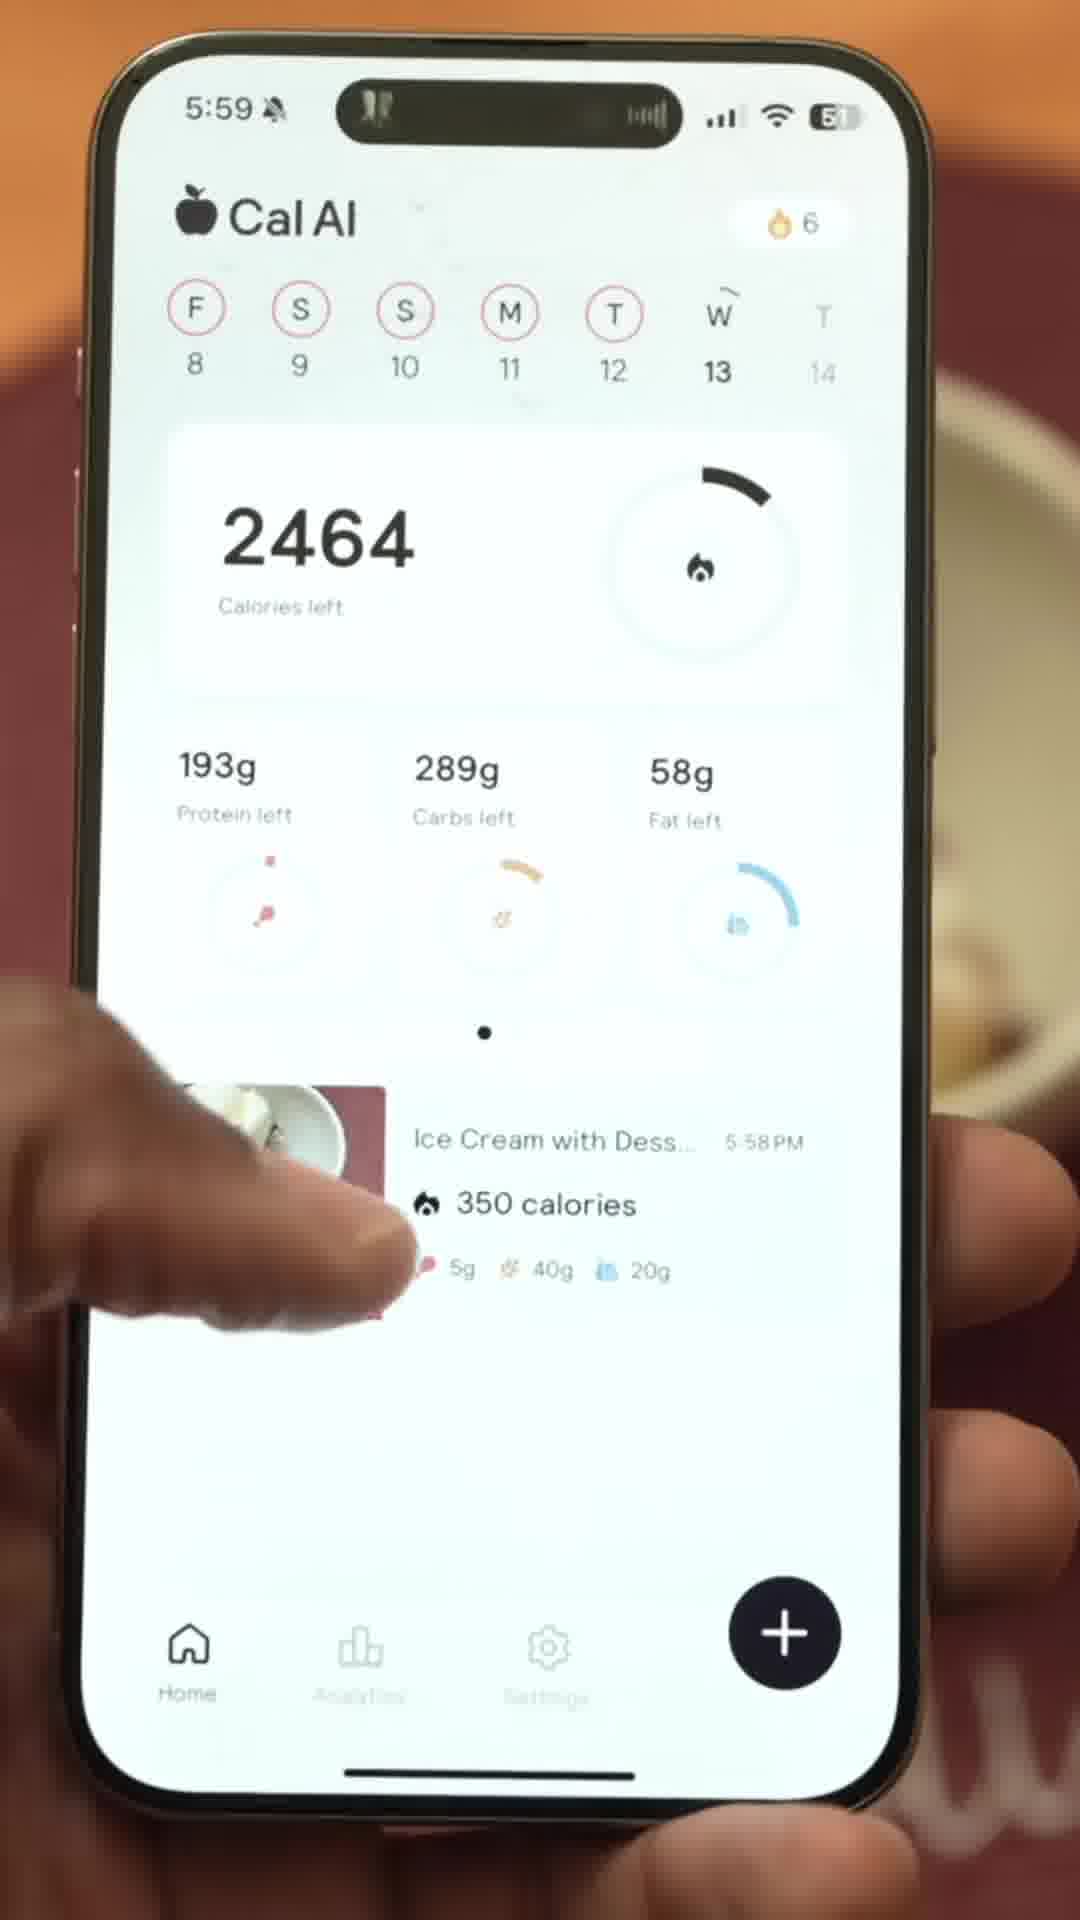 5:59
51
Cal AI
6
F S S M T W T
8 9 10 11 12 13 14
2464
Calories left
193g 289g 58g
Protein left Carbs left Fat left
Ice Cream with Dess... 5:58 PM
350 calories
5g 40g 20g
Home Analytics Settings